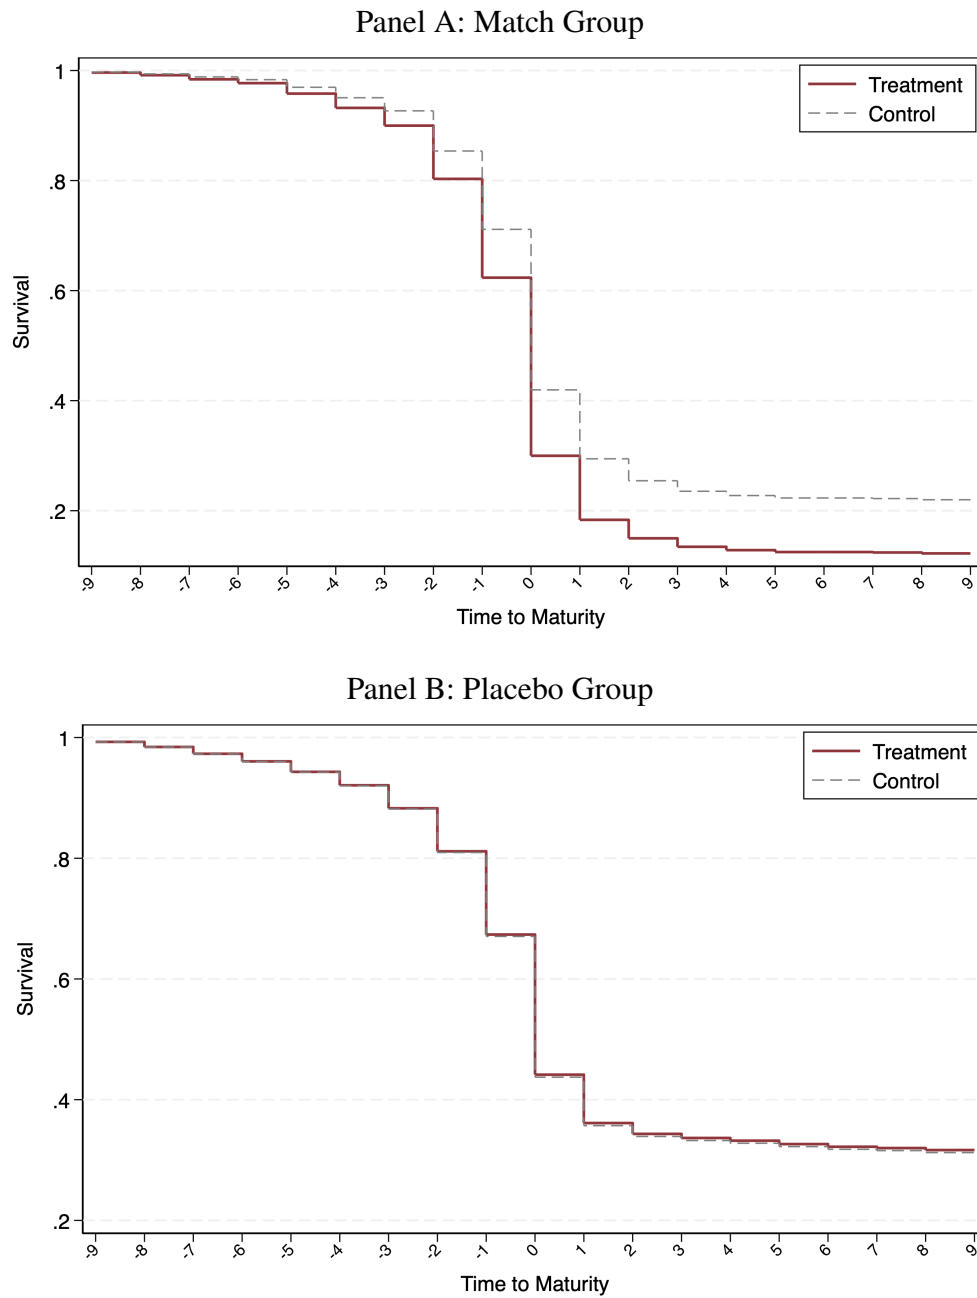 Panel A: Match Group
1
.8
.6
.4
.2
Survival
Treatment
Control
-9 -8 -7 -6 -5 -4 -3 -2 -1 0 1 2 3 4 5 6 7 8 9
Time to Maturity
Panel B: Placebo Group
1
.8
.6
.4
.2
Survival
Treatment
Control
-9 -8 -7 -6 -5 -4 -3 -2 -1 0 1 2 3 4 5 6 7 8 9
Time to Maturity